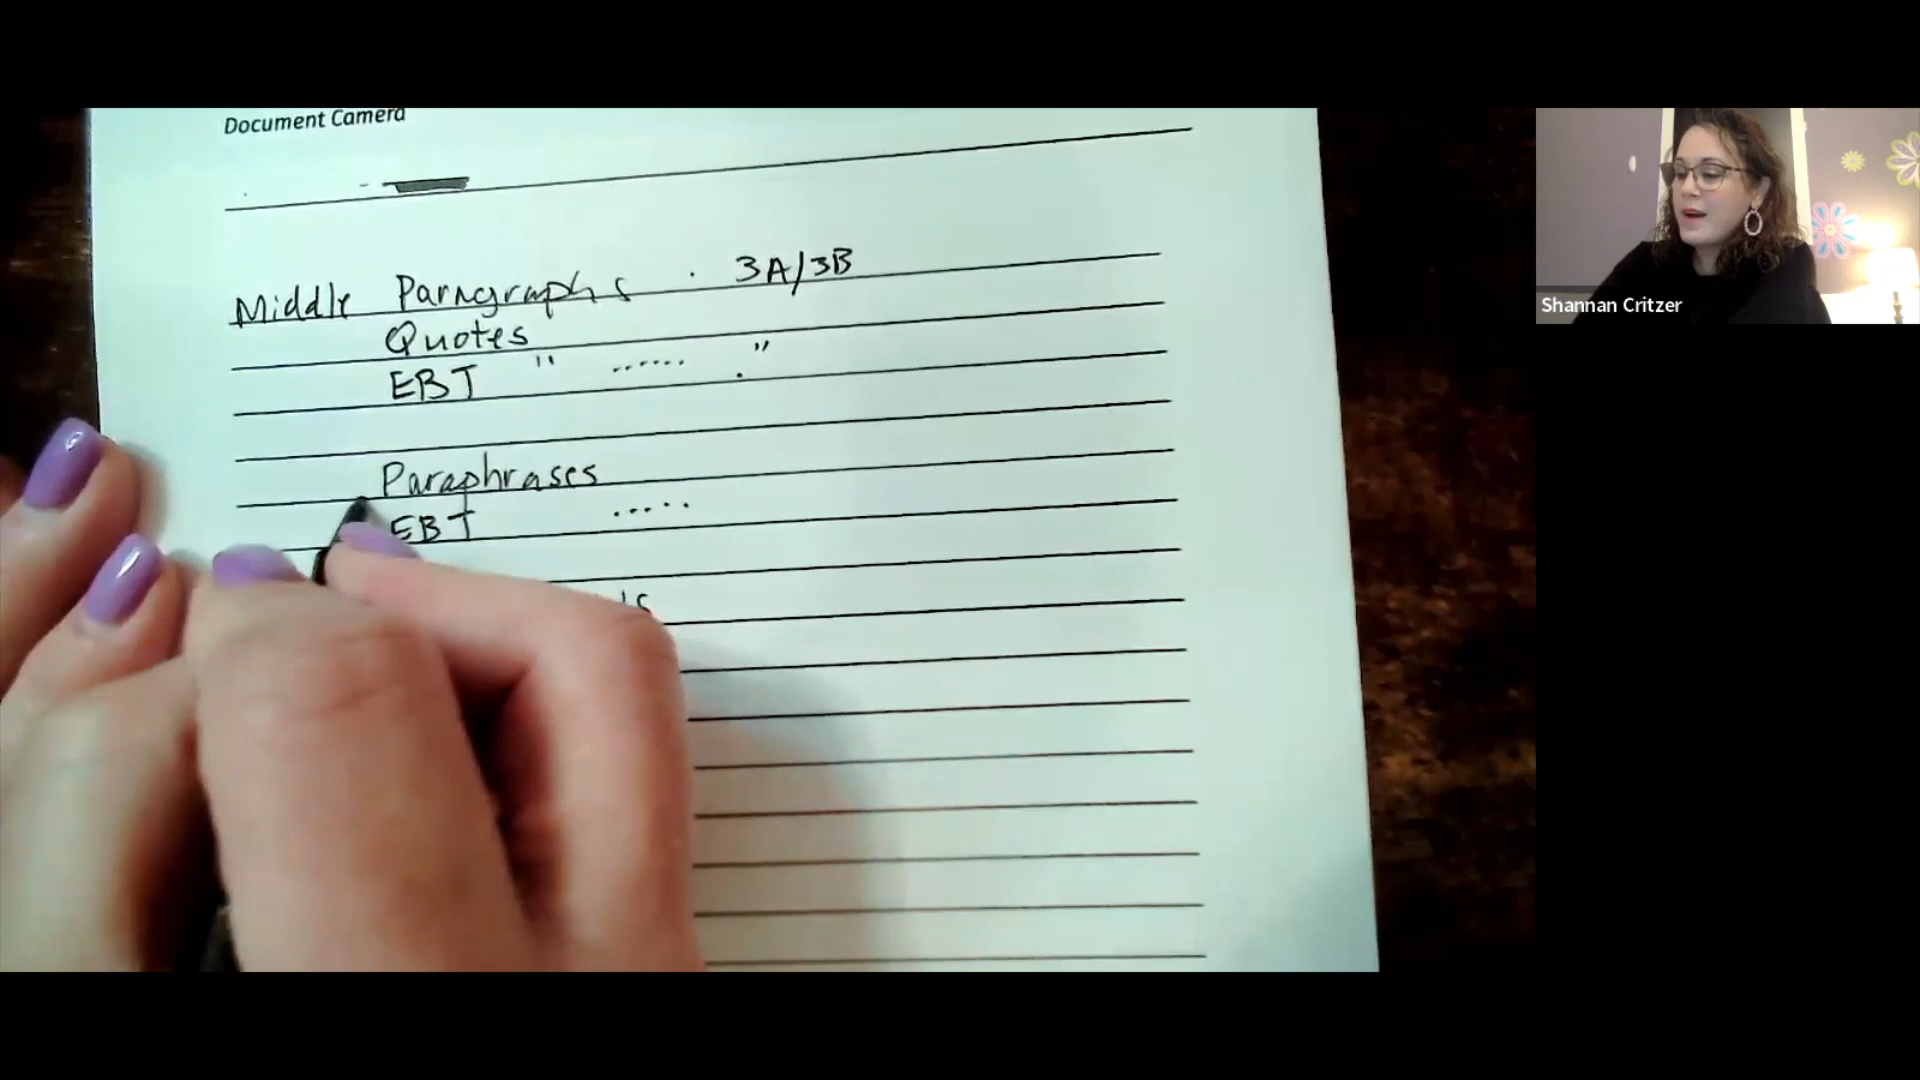 Document Camera
Middle Paragraphs . 3A/3B
Quotes
EBT " ...... ."
Paraphrases
EBT .....
Shannan Critzer